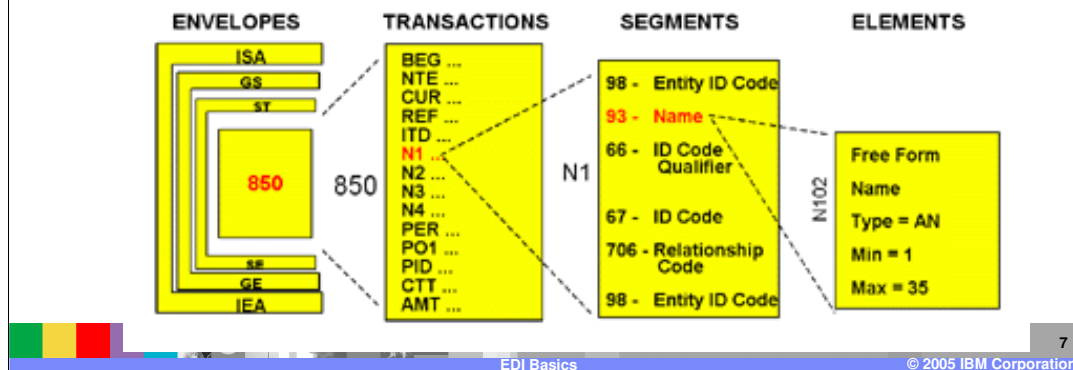 ENVELOPES
ISA
GS
ST
850
SE
GE
IEA
TRANSACTIONS
850
BEG ...
NTE ...
CUR ...
REF ...
ITD ...
N1 ...
N2 ...
N3 ...
N4 ...
PER ...
PO1 ...
PID ...
CTT ...
AMT ...
SEGMENTS
N1
98 - Entity ID Code
93 - Name
66 - ID Code
Qualifier
67 - ID Code
706 - Relationship
Code
98 - Entity ID Code
ELEMENTS
N102
Free Form
Name
Type = AN
Min = 1
Max = 35
7
EDI Basics
© 2005 IBM Corporation